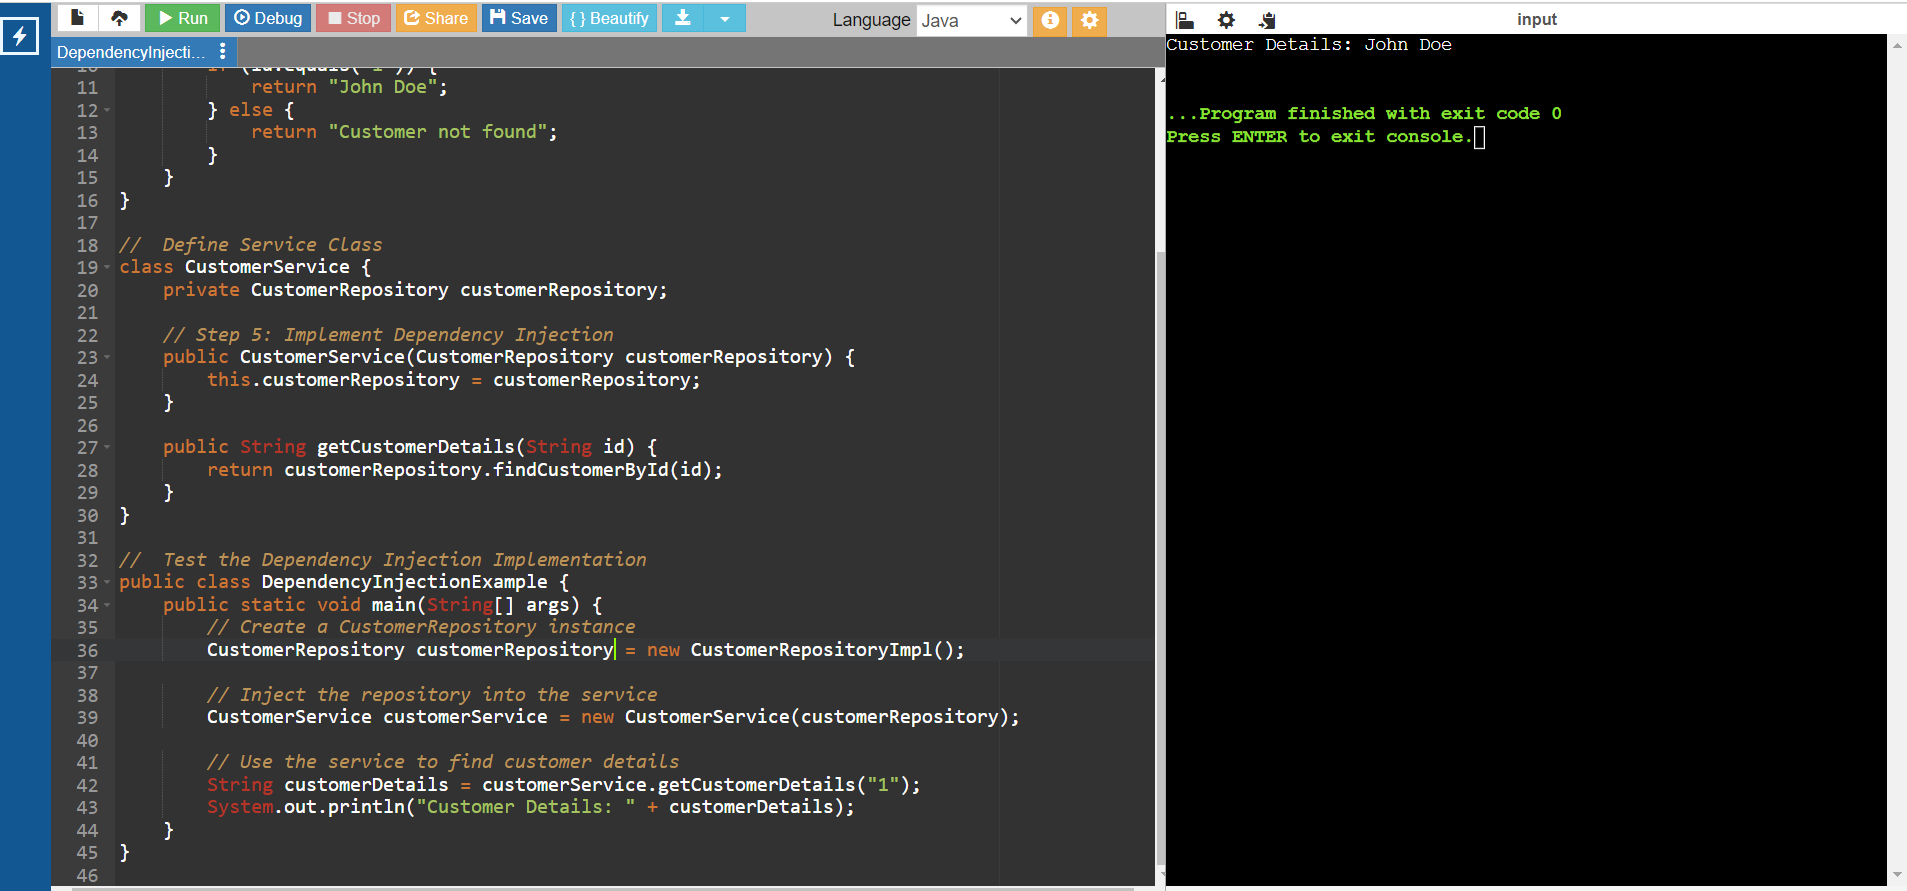 Run Debug Stop Share Save { } Beautify
Language Java
input
DependencyInjecti...
11 return "John Doe";
12 } else {
13 return "Customer not found";
14 }
15 }
16 }
17
18 // Define Service Class
19 class CustomerService {
20 private CustomerRepository customerRepository;
21
22 // Step 5: Implement Dependency Injection
23 public CustomerService(CustomerRepository customerRepository) {
24 this.customerRepository = customerRepository;
25 }
26
27 public String getCustomerDetails(String id) {
28 return customerRepository.findCustomerById(id);
29 }
30 }
31
32 // Test the Dependency Injection Implementation
33 public class DependencyInjectionExample {
34 public static void main(String[] args) {
35 // Create a CustomerRepository instance
36 CustomerRepository customerRepository = new CustomerRepositoryImpl();
37
38 // Inject the repository into the service
39 CustomerService customerService = new CustomerService(customerRepository);
40
41 // Use the service to find customer details
42 String customerDetails = customerService.getCustomerDetails("1");
43 System.out.println("Customer Details: " + customerDetails);
44 }
45 }
46
Customer Details: John Doe
...Program finished with exit code 0
Press ENTER to exit console.